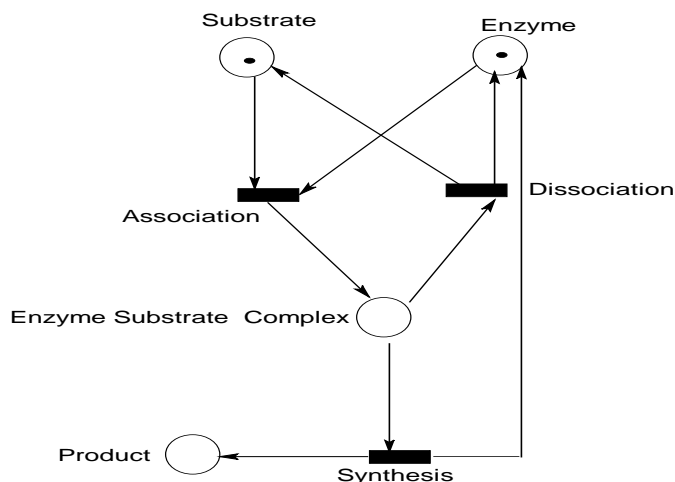 Substrate
Enzyme
Dissociation
Association
Enzyme Substrate Complex
Product
Synthesis